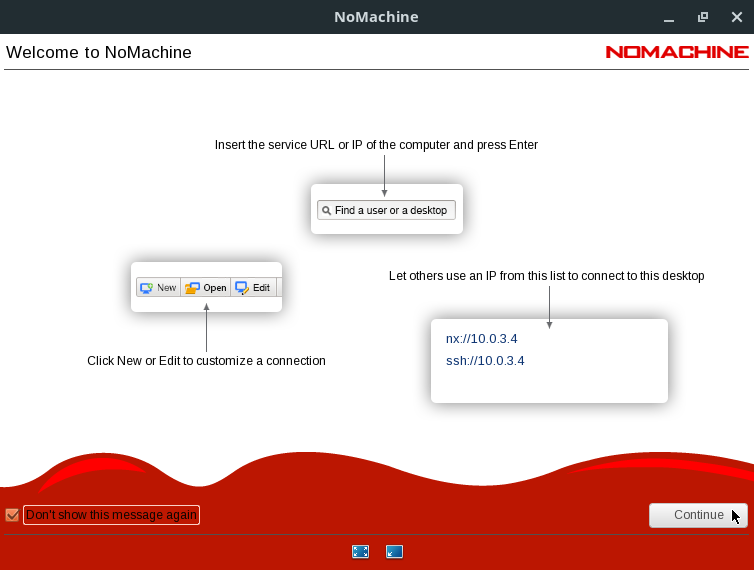 NoMachine
Welcome to NoMachine
NOMACHINE
Insert the service URL or IP of the computer and press Enter
Find a user or a desktop
Let others use an IP from this list to connect to this desktop
New
Open
Edit
nx://10.0.3.4
Click New or Edit to customize a connection
ssh://10.0.3.4
Don't show this message again
Continue